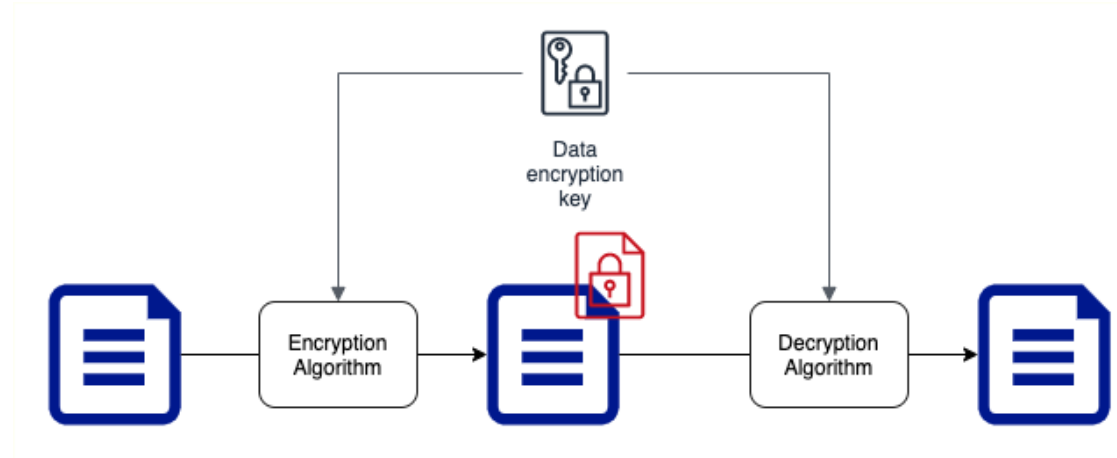 Data
encryption
key
Encryption
Algorithm
Decryption
Algorithm